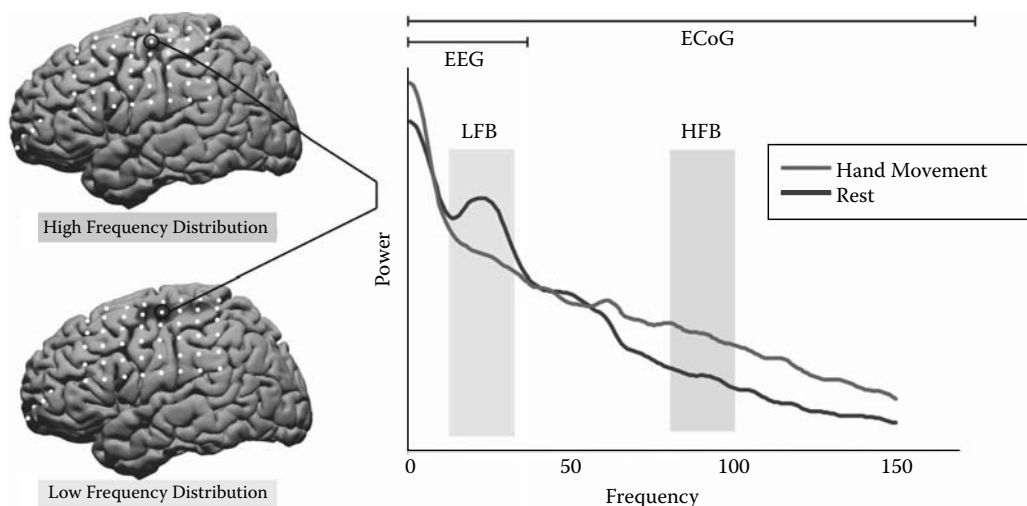 ECoG
EEG
LFB
HFB
Hand Movement
Rest
High Frequency Distribution
Power
Low Frequency Distribution
0
50
100
150
Frequency